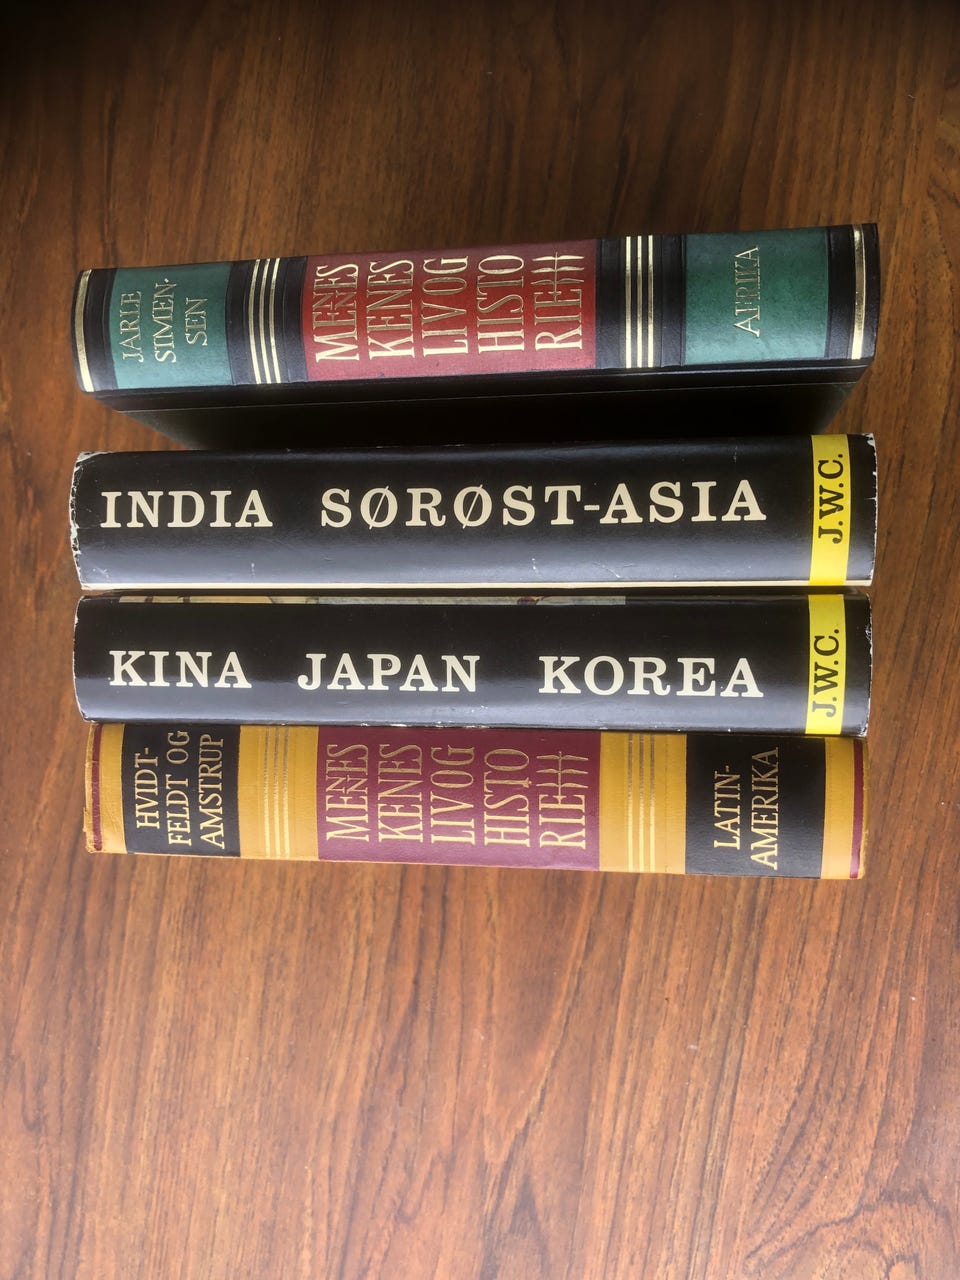 JARLE
SIMEN-
SEN
MENNES
KENES
LIV OG
HISTO
RIE
AFRIKA
INDIA SØRØST-ASIA
J.W.C.
KINA JAPAN KOREA
J.W.C.
HVIDT-
FELDT OG
AMSTRUP
MENNES
KENES
LIV OG
HISTO
RIE
LATIN-
AMERIKA